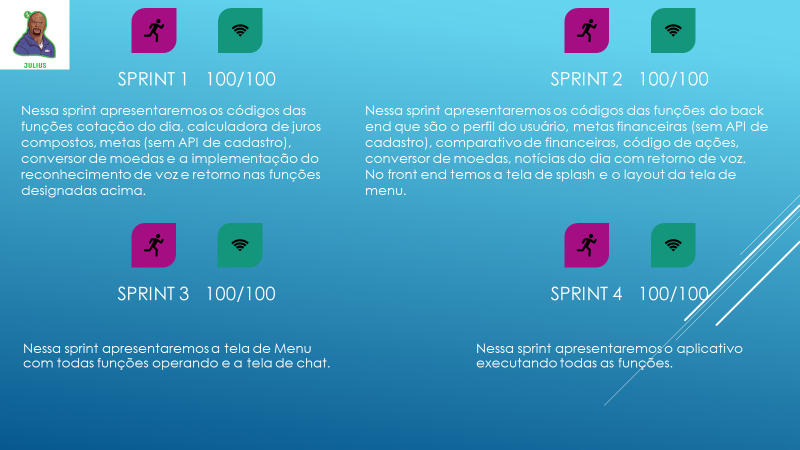 JULIUS
SPRINT 1 100/100
Nessa sprint apresentaremos os códigos das
funções cotação do dia, calculadora de juros
compostos, metas (sem API de cadastro),
conversor de moedas e a implementação do
reconhecimento de voz e retorno nas funções
designadas acima.
SPRINT 2 100/100
Nessa sprint apresentaremos os códigos das funções do back
end que são o perfil do usuário, metas financeiras (sem API de
cadastro), comparativo de financeiras, código de ações,
conversor de moedas, notícias do dia com retorno de voz.
No front end temos a tela de splash e o layout da tela de
menu.
SPRINT 3 100/100
Nessa sprint apresentaremos a tela de Menu
com todas funções operando e a tela de chat.
SPRINT 4 100/100
Nessa sprint apresentaremos o aplicativo
executando todas as funções.